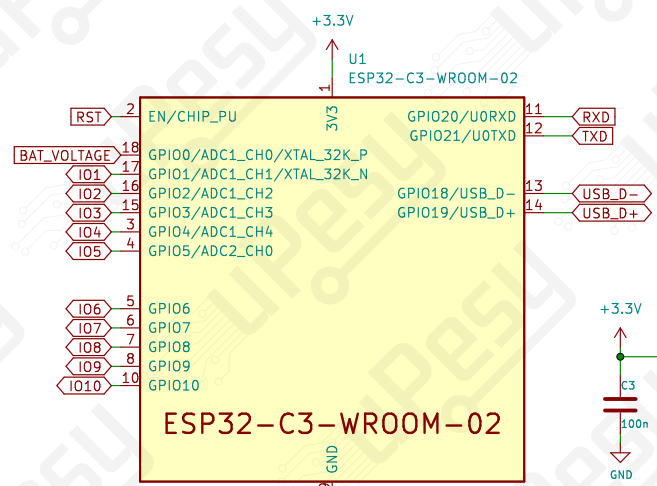 +3.3V
U1
ESP32-C3-WROOM-02
1
3V3
RST 2 EN/CHIP_PU GPIO20/U0RXD 11 RXD
GPIO21/U0TXD 12 TXD
BAT_VOLTAGE 18 GPIO0/ADC1_CH0/XTAL_32K_P
IO1 17 GPIO1/ADC1_CH1/XTAL_32K_N
IO2 16 GPIO2/ADC1_CH2 GPIO18/USB_D- 13 USB_D-
IO3 15 GPIO3/ADC1_CH3 GPIO19/USB_D+ 14 USB_D+
IO4 3 GPIO4/ADC1_CH4
IO5 4 GPIO5/ADC2_CH0
IO6 5 GPIO6
IO7 6 GPIO7
IO8 7 GPIO8
IO9 8 GPIO9
IO10 10 GPIO10
ESP32-C3-WROOM-02
GND
+3.3V
C3
100n
GND
uPesy